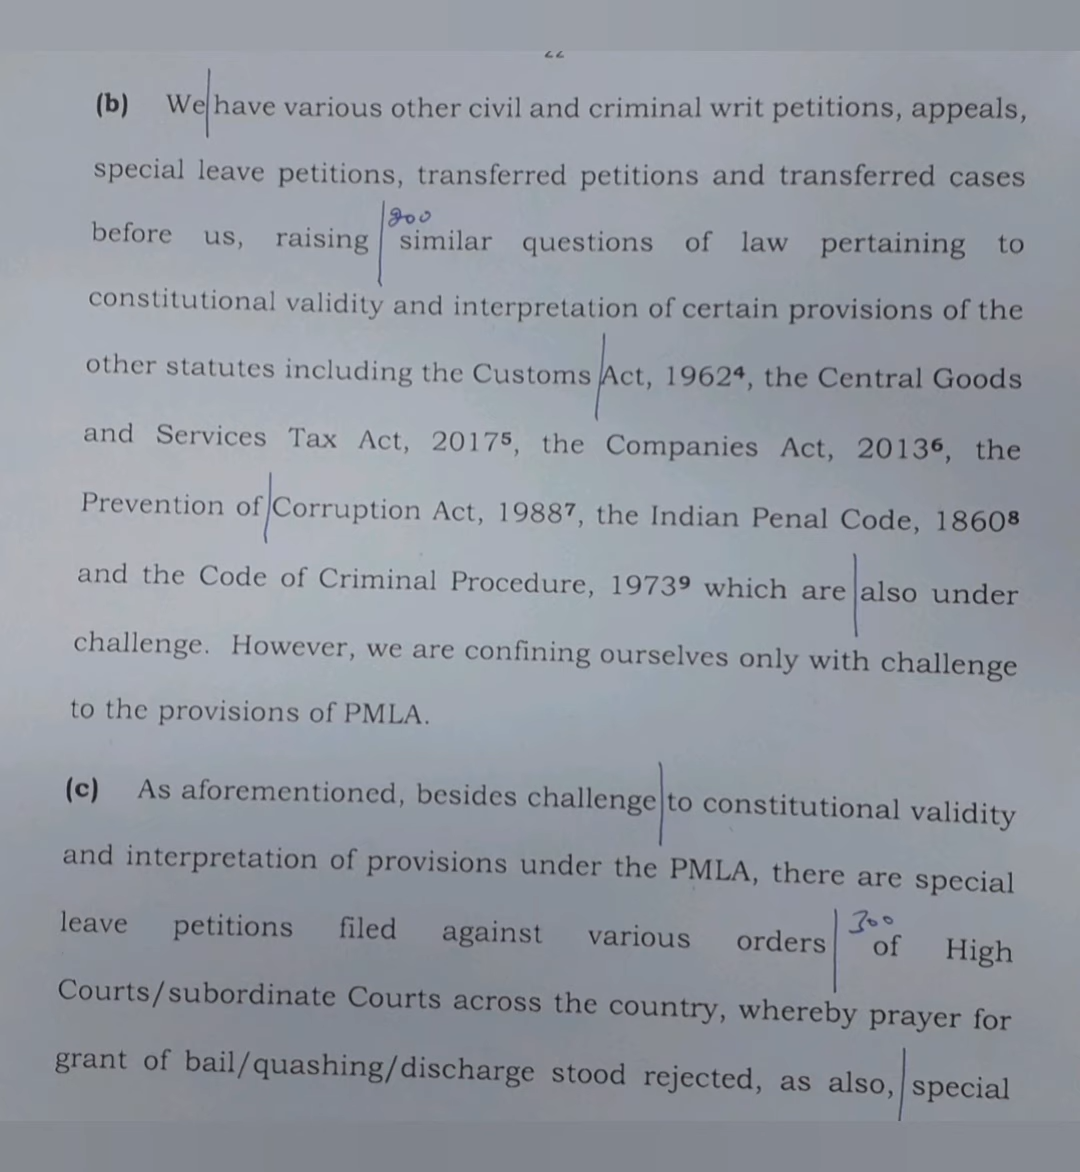 22
(b) We have various other civil and criminal writ petitions, appeals,
special leave petitions, transferred petitions and transferred cases
200
before us, raising similar questions of law pertaining to
constitutional validity and interpretation of certain provisions of the
other statutes including the Customs Act, 1962⁴, the Central Goods
and Services Tax Act, 2017⁵, the Companies Act, 2013⁶, the
Prevention of Corruption Act, 1988⁷, the Indian Penal Code, 1860⁸
and the Code of Criminal Procedure, 1973⁹ which are also under
challenge. However, we are confining ourselves only with challenge
to the provisions of PMLA.
(c) As aforementioned, besides challenge to constitutional validity
and interpretation of provisions under the PMLA, there are special
300
leave petitions filed against various orders of High
Courts/subordinate Courts across the country, whereby prayer for
grant of bail/quashing/discharge stood rejected, as also, special